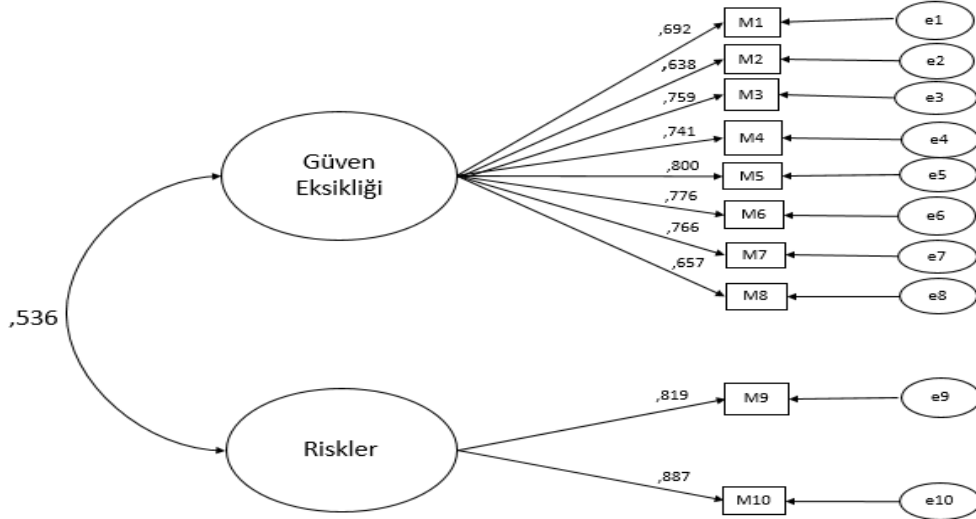 ,692
M1
e1
,638
M2
e2
,759
M3
e3
,741
M4
e4
,800
M5
e5
,776
M6
e6
,766
M7
e7
,657
M8
e8
Güven
Eksikliği
,536
Riskler
,819
M9
e9
,887
M10
e10